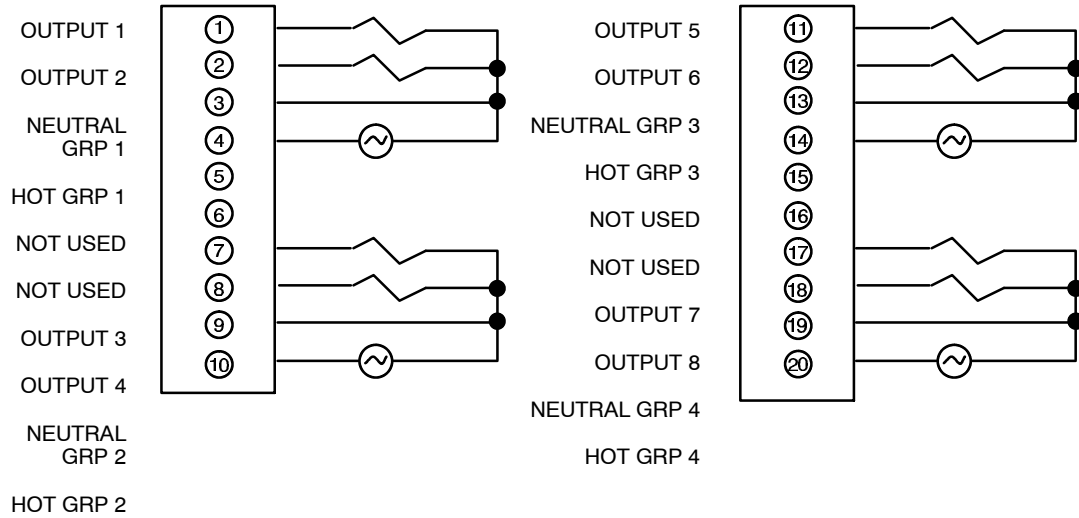 OUTPUT 1
OUTPUT 2
NEUTRAL
GRP 1
HOT GRP 1
NOT USED
NOT USED
OUTPUT 3
OUTPUT 4
NEUTRAL
GRP 2
HOT GRP 2
1
2
3
4
5
6
7
8
9
10
OUTPUT 5
OUTPUT 6
NEUTRAL GRP 3
HOT GRP 3
NOT USED
NOT USED
OUTPUT 7
OUTPUT 8
NEUTRAL GRP 4
HOT GRP 4
11
12
13
14
15
16
17
18
19
20